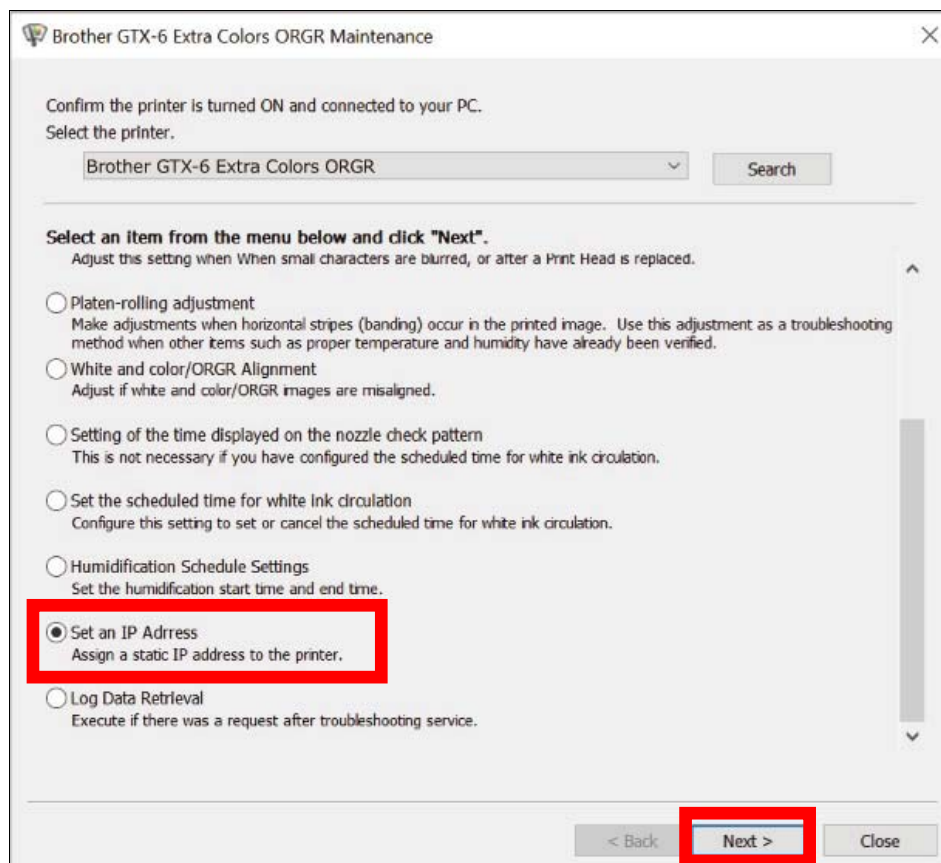 Brother GTX-6 Extra Colors ORGR Maintenance
Confirm the printer is turned ON and connected to your PC.
Select the printer.
Brother GTX-6 Extra Colors ORGR
Search
Select an item from the menu below and click "Next".
Adjust this setting when When small characters are blurred, or after a Print Head is replaced.
Platen-rolling adjustment
Make adjustments when horizontal stripes (banding) occur in the printed image. Use this adjustment as a troubleshooting
method when other items such as proper temperature and humidity have already been verified.
White and color/ORGR Alignment
Adjust if white and color/ORGR images are misaligned.
Setting of the time displayed on the nozzle check pattern
This is not necessary if you have configured the scheduled time for white ink circulation.
Set the scheduled time for white ink circulation
Configure this setting to set or cancel the scheduled time for white ink circulation.
Humidification Schedule Settings
Set the humidification start time and end time.
Set an IP Adrress
Assign a static IP address to the printer.
Log Data Retrieval
Execute if there was a request after troubleshooting service.
< Back
Next >
Close